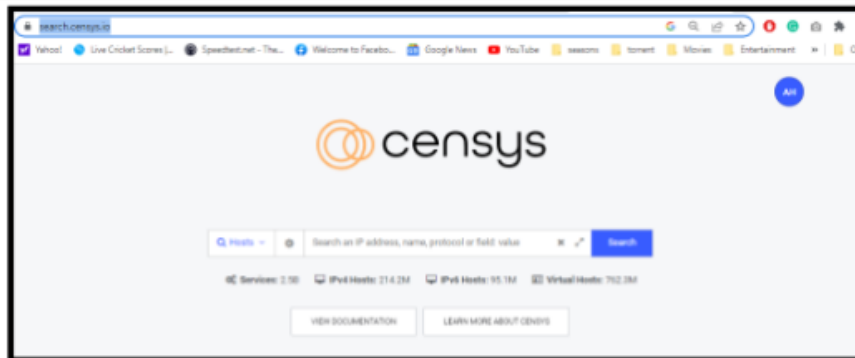 search.censys.io
Yahoo! Live Cricket Scores |... Speedtest.net - The... Welcome to Facebo... Google News YouTube seasons torrent Movies Entertainment »
AH
censys
Hosts Search an IP address, name, protocol or field: value Search
Services: 2.5B IPv4 Hosts: 214.2M IPv6 Hosts: 95.1M Virtual Hosts:
VIEW DOCUMENTATION LEARN MORE ABOUT CENSYS